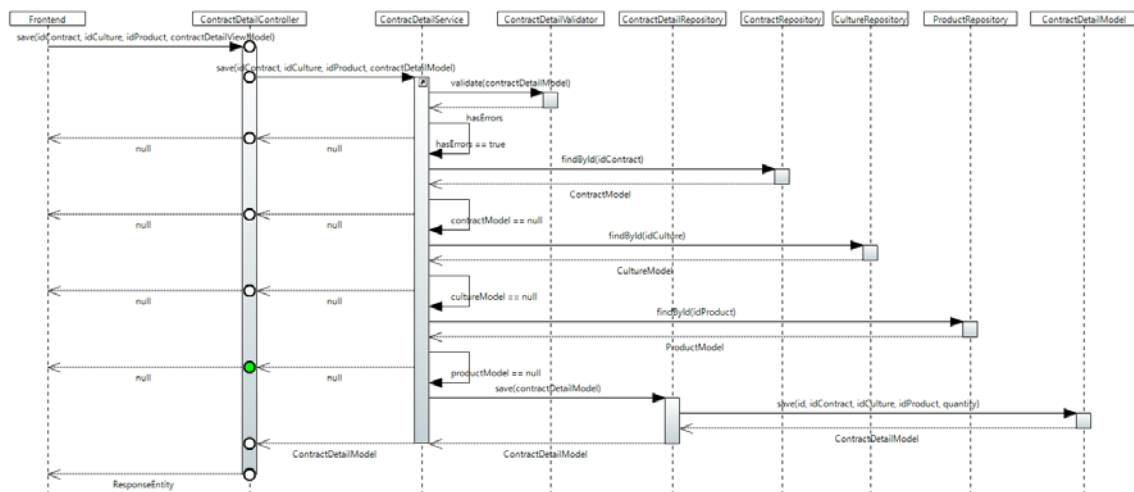 Frontend
ContractDetailController
ContracDetailService
ContractDetailValidator
ContractDetailRepository
ContractRepository
CultureRepository
ProductRepository
ContractDetailModel
save(idContract, idCulture, idProduct, contractDetailViewModel)
save(idContract, idCulture, idProduct, contractDetailModel)
validate(contractDetailModel)
hasErrors
null
null
hasErrors == true
findById(idContract)
ContractModel
null
null
contractModel == null
findById(idCulture)
CultureModel
null
null
cultureModel == null
findById(idProduct)
ProductModel
null
null
productModel == null
save(contractDetailModel)
save(id, idContract, idCulture, idProduct, quantity)
ContractDetailModel
ContractDetailModel
ContractDetailModel
ResponseEntity